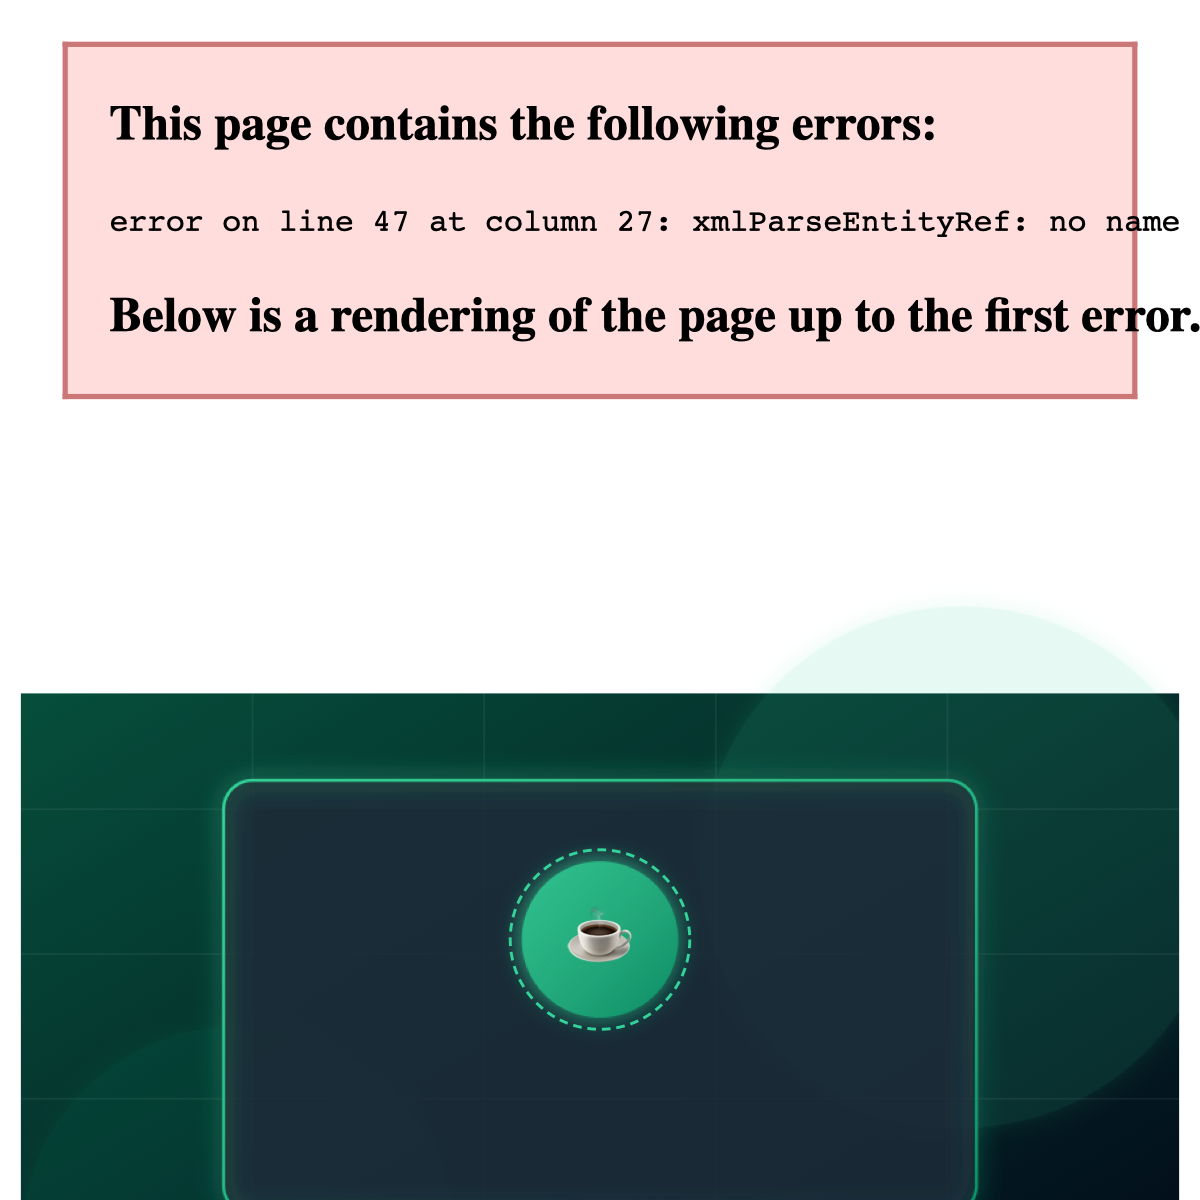 This page contains the following errors:
error on line 47 at column 27: xmlParseEntityRef: no name
Below is a rendering of the page up to the first error.